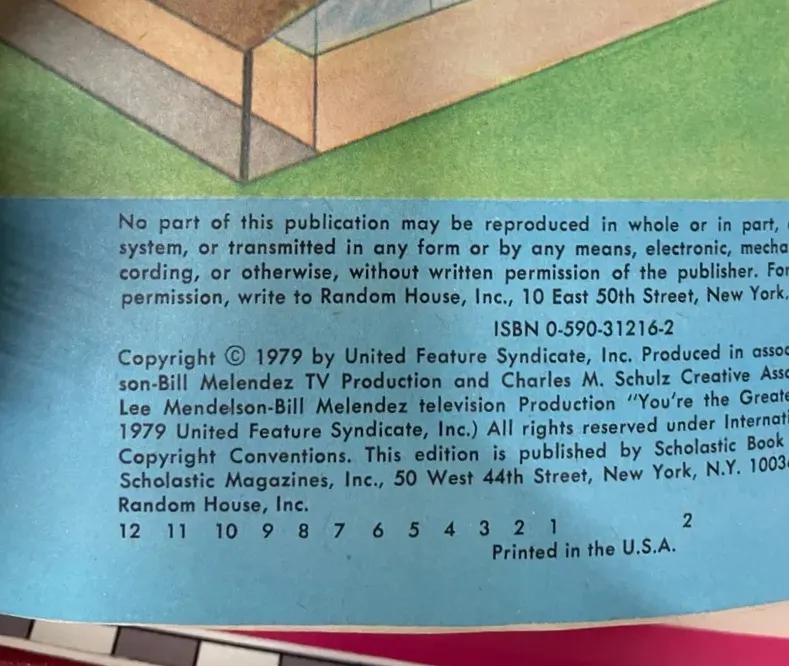 No part of this publication may be reproduced in whole or in part,
system, or transmitted in any form or by any means, electronic, mecha
cording, or otherwise, without written permission of the publisher. For
permission, write to Random House, Inc., 10 East 50th Street, New York,
ISBN 0-590-31216-2
Copyright © 1979 by United Feature Syndicate, Inc. Produced in assoc
son-Bill Melendez TV Production and Charles M. Schulz Creative Asso
Lee Mendelson-Bill Melendez television Production "You're the Greate
1979 United Feature Syndicate, Inc.) All rights reserved under Internati
Copyright Conventions. This edition is published by Scholastic Book
Scholastic Magazines, Inc., 50 West 44th Street, New York, N.Y. 1003
Random House, Inc.
12 11 10 9 8 7 6 5 4 3 2 1 2
Printed in the U.S.A.